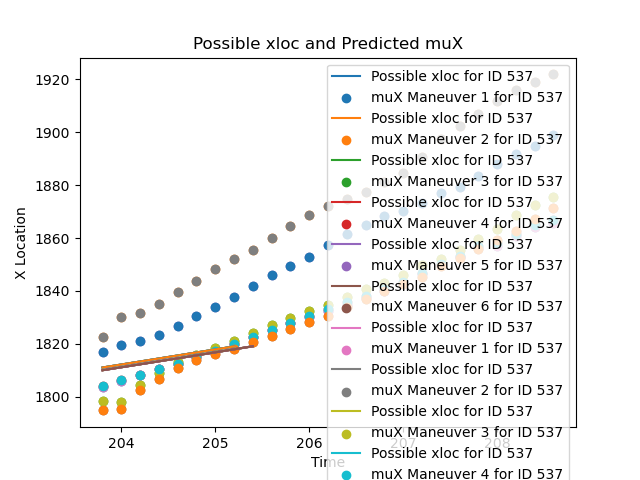 Possible xloc and Predicted muX
1920
1900
1880
1860
1840
1820
1800
X Location
204
205
206
207
208
Time
Possible xloc for ID 537
muX Maneuver 1 for ID 537
Possible xloc for ID 537
muX Maneuver 2 for ID 537
Possible xloc for ID 537
muX Maneuver 3 for ID 537
Possible xloc for ID 537
muX Maneuver 4 for ID 537
Possible xloc for ID 537
muX Maneuver 5 for ID 537
Possible xloc for ID 537
muX Maneuver 6 for ID 537
Possible xloc for ID 537
muX Maneuver 1 for ID 537
Possible xloc for ID 537
muX Maneuver 2 for ID 537
Possible xloc for ID 537
muX Maneuver 3 for ID 537
Possible xloc for ID 537
muX Maneuver 4 for ID 537